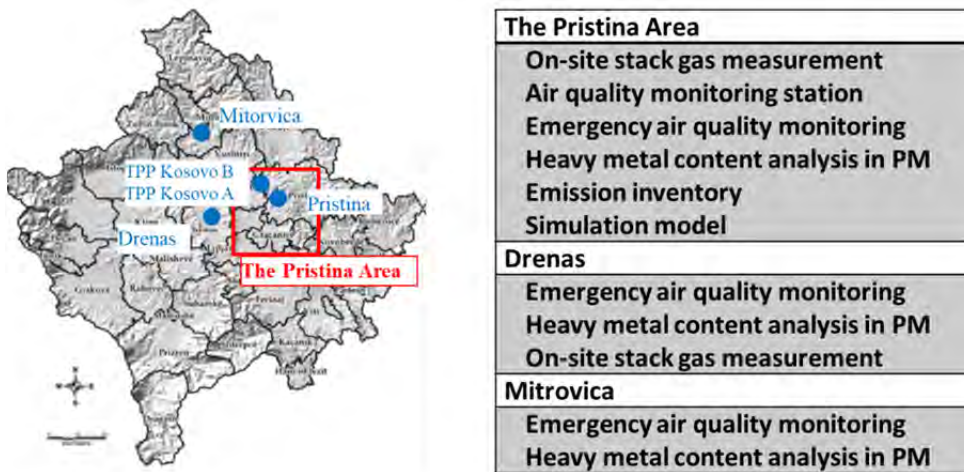 Mitorvica
TPP Kosovo B
TPP Kosovo A
Pristina
Drenas
Malisheve
The Pristina Area
The Pristina Area
On-site stack gas measurement
Air quality monitoring station
Emergency air quality monitoring
Heavy metal content analysis in PM
Emission inventory
Simulation model
Drenas
Emergency air quality monitoring
Heavy metal content analysis in PM
On-site stack gas measurement
Mitrovica
Emergency air quality monitoring
Heavy metal content analysis in PM